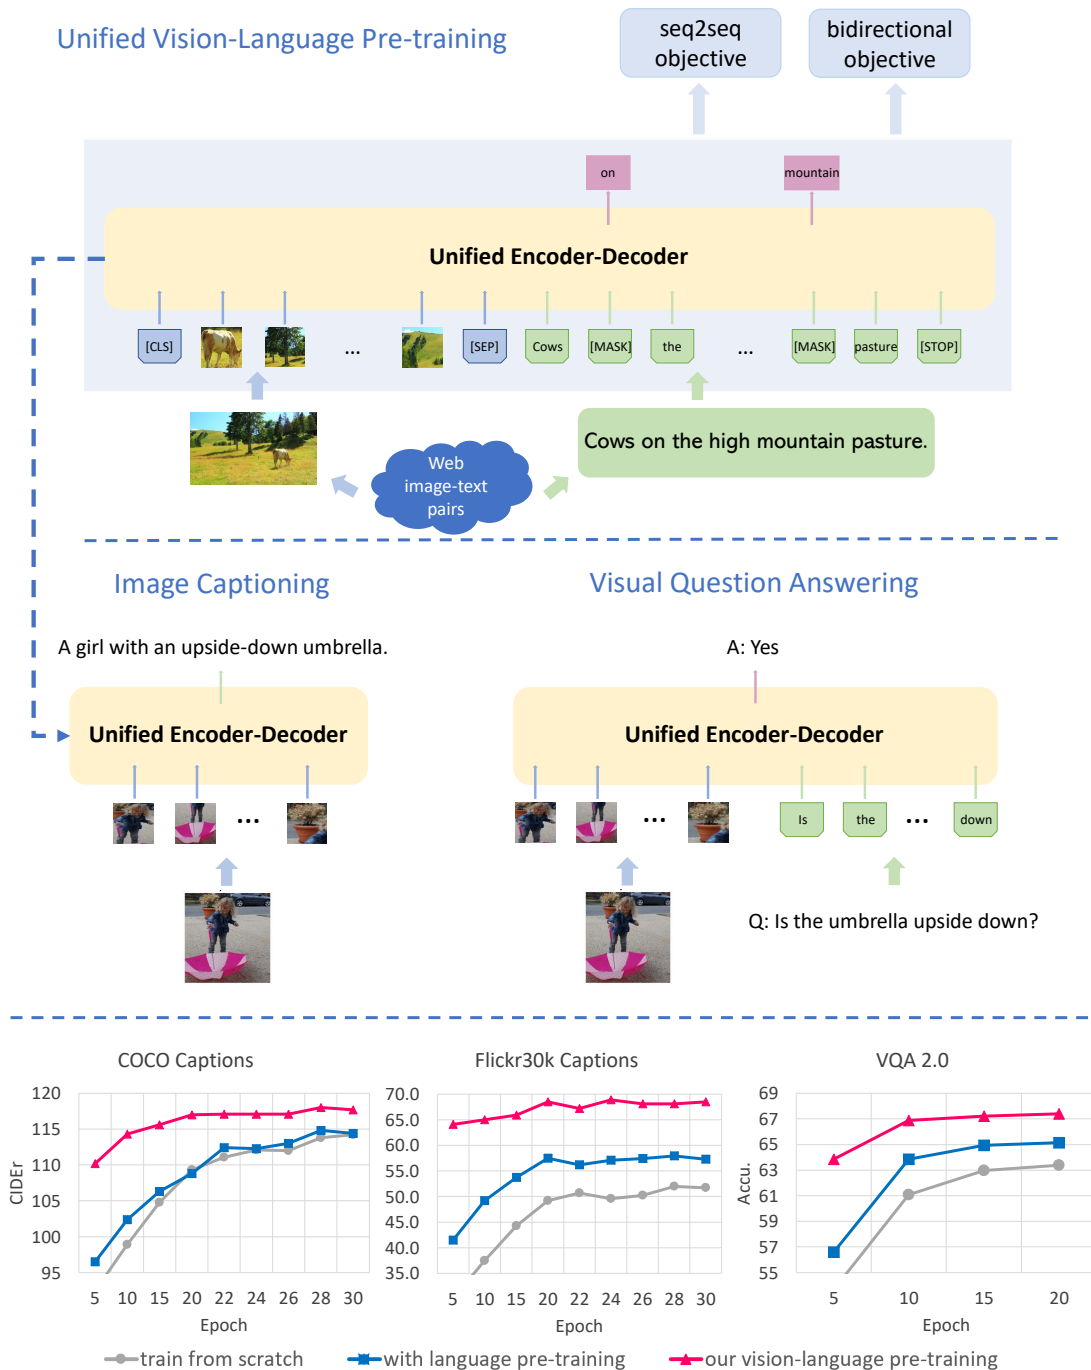 Unified Vision-Language Pre-training
seq2seq
objective
bidirectional
objective
on
mountain
Unified Encoder-Decoder
[CLS]
...
[SEP]
Cows
[MASK]
the
...
[MASK]
pasture
[STOP]
Cows on the high mountain pasture.
Web
image-text
pairs
Image Captioning
Visual Question Answering
A girl with an upside-down umbrella.
A: Yes
Unified Encoder-Decoder
Unified Encoder-Decoder
...
...
Is
the
...
down
Q: Is the umbrella upside down?
COCO Captions
120
115
110
105
100
95
CIDEr
5 10 15 20 22 24 26 28 30
Epoch
Flickr30k Captions
70.0
65.0
60.0
55.0
50.0
45.0
40.0
35.0
5 10 15 20 22 24 26 28 30
Epoch
VQA 2.0
69
67
65
63
61
59
57
55
Accu.
5 10 15 20
Epoch
train from scratch
with language pre-training
our vision-language pre-training